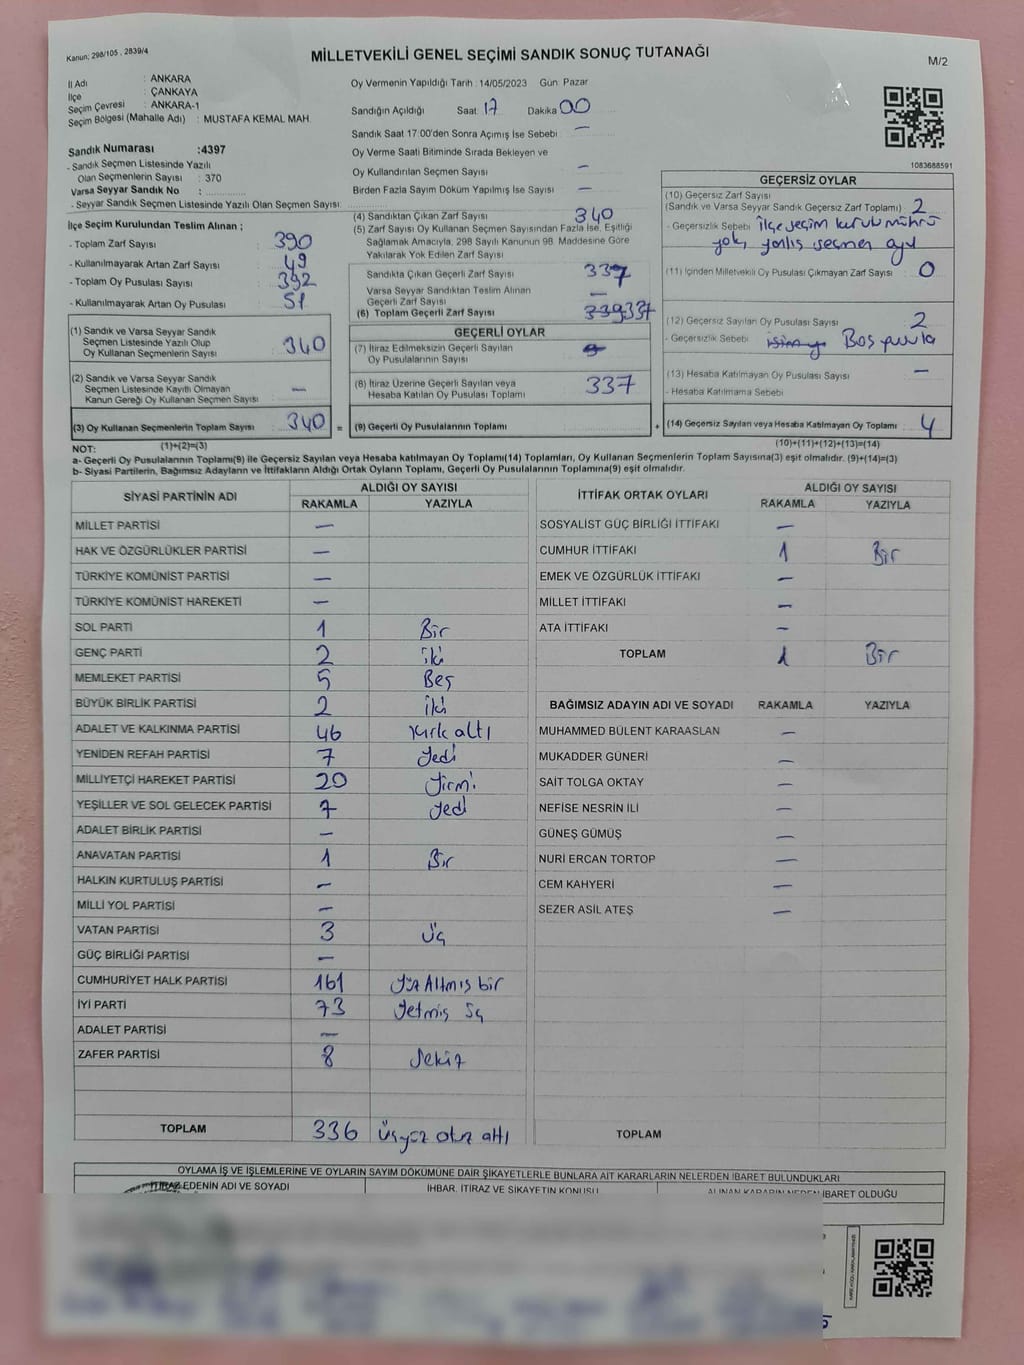 Kanun; 298/105 , 2839/4
MİLLETVEKİLİ GENEL SEÇİMİ SANDIK SONUÇ TUTANAĞI
M/2
İl Adı : ANKARA
İlçe : ÇANKAYA
Seçim Çevresi : ANKARA-1
Seçim Bölgesi (Mahalle Adı) : MUSTAFA KEMAL MAH.
Sandık Numarası :4397
- Sandık Seçmen Listesinde Yazılı
Olan Seçmenlerin Sayısı : 370
Varsa Seyyar Sandık No :
- Seyyar Sandık Seçmen Listesinde Yazılı Olan Seçmen Sayısı:
Oy Vermenin Yapıldığı Tarih : 14/05/2023 Gün: Pazar
Sandığın Açıldığı Saat 17 Dakika 00
Sandık Saat 17:00'den Sonra Açımış İse Sebebi : —
Oy Verme Saati Bitiminde Sırada Bekleyen ve
Oy Kullandırılan Seçmen Sayısı : —
Birden Fazla Sayım Döküm Yapılmış İse Sayısı : —
1083688591
İlçe Seçim Kurulundan Teslim Alınan ;
- Toplam Zarf Sayısı : 390
- Kullanılmayarak Artan Zarf Sayısı : 49
- Toplam Oy Pusulası Sayısı : 392
- Kullanılmayarak Artan Oy Pusulası : 51
(1) Sandık ve Varsa Seyyar Sandık
Seçmen Listesinde Yazılı Olup
Oy Kullanan Seçmenlerin Sayısı : 340
(2) Sandık ve Varsa Seyyar Sandık
Seçmen Listesinde Kayıtlı Olmayan
Kanun Gereği Oy Kullanan Seçmen Sayısı : —
(3) Oy Kullanan Seçmenlerin Toplam Sayısı : 340 =
(1)+(2)=(3)
(4) Sandıktan Çıkan Zarf Sayısı : 340
(5) Zarf Sayısı Oy Kullanan Seçmen Sayısından Fazla İse, Eşitliği
Sağlamak Amacıyla, 298 Sayılı Kanunun 98. Maddesine Göre
Yakılarak Yok Edilen Zarf Sayısı :
Sandıkta Çıkan Geçerli Zarf Sayısı : 337
Varsa Seyyar Sandıktan Teslim Alınan
Geçerli Zarf Sayısı : —
(6) Toplam Geçerli Zarf Sayısı : 339 337
GEÇERLİ OYLAR
(7) İtiraz Edilmeksizin Geçerli Sayılan
Oy Pusulalarının Sayısı :
(8) İtiraz Üzerine Geçerli Sayılan veya
Hesaba Katılan Oy Pusulası Toplamı : 337
(9) Geçerli Oy Pusulalarının Toplamı : +
GEÇERSİZ OYLAR
(10) Geçersiz Zarf Sayısı
(Sandık ve Varsa Seyyar Sandık Geçersiz Zarf Toplamı) : 2
- Geçersizlik Sebebi : ilçe seçim kurulu mührü
yok, yanlış seçmen oyu
(11) İçinden Milletvekili Oy Pusulası Çıkmayan Zarf Sayısı : 0
(12) Geçersiz Sayılan Oy Pusulası Sayısı : 2
- Geçersizlik Sebebi : Boş pusula
(13) Hesaba Katılmayan Oy Pusulası Sayısı : —
- Hesaba Katılmama Sebebi :
(14) Geçersiz Sayılan veya Hesaba Katılmayan Oy Toplamı : 4
(10)+(11)+(12)+(13)=(14)
NOT:
a- Geçerli Oy Pusulalarının Toplamı(9) ile Geçersiz Sayılan veya Hesaba katılmayan Oy Toplamı(14) Toplamları, Oy Kullanan Seçmenlerin Toplam Sayısına(3) eşit olmalıdır. (9)+(14)=(3)
b- Siyasi Partilerin, Bağımsız Adayların ve İttifakların Aldığı Ortak Oyların Toplamı, Geçerli Oy Pusulalarının Toplamına(9) eşit olmalıdır.
SİYASİ PARTİNİN ADI ALDIĞI OY SAYISI
RAKAMLA YAZIYLA
MİLLET PARTİSİ —
HAK VE ÖZGÜRLÜKLER PARTİSİ —
TÜRKİYE KOMÜNİST PARTİSİ —
TÜRKİYE KOMÜNİST HAREKETİ —
SOL PARTİ 1 Bir
GENÇ PARTİ 2 iki
MEMLEKET PARTİSİ 5 Beş
BÜYÜK BİRLİK PARTİSİ 2 iki
ADALET VE KALKINMA PARTİSİ 46 Kırk altı
YENİDEN REFAH PARTİSİ 7 Yedi
MİLLİYETÇİ HAREKET PARTİSİ 20 Yirmi
YEŞİLLER VE SOL GELECEK PARTİSİ 7 Yedi
ADALET BİRLİK PARTİSİ —
ANAVATAN PARTİSİ 1 Bir
HALKIN KURTULUŞ PARTİSİ —
MİLLİ YOL PARTİSİ —
VATAN PARTİSİ 3 Üç
GÜÇ BİRLİĞİ PARTİSİ —
CUMHURİYET HALK PARTİSİ 161 Yüz Altmış bir
İYİ PARTİ 73 Yetmiş üç
ADALET PARTİSİ —
ZAFER PARTİSİ 8 Sekiz
TOPLAM 336 üçyüz otuz altı
İTTİFAK ORTAK OYLARI ALDIĞI OY SAYISI
RAKAMLA YAZIYLA
SOSYALİST GÜÇ BİRLİĞİ İTTİFAKI —
CUMHUR İTTİFAKI 1 Bir
EMEK VE ÖZGÜRLÜK İTTİFAKI —
MİLLET İTTİFAKI —
ATA İTTİFAKI —
TOPLAM 1 Bir
BAĞIMSIZ ADAYIN ADI VE SOYADI RAKAMLA YAZIYLA
MUHAMMED BÜLENT KARAASLAN —
MUKADDER GÜNERİ —
SAİT TOLGA OKTAY —
NEFİSE NESRİN İLİ —
GÜNEŞ GÜMÜŞ —
NURİ ERCAN TORTOP —
CEM KAHYERİ —
SEZER ASİL ATEŞ —
TOPLAM
OYLAMA İŞ VE İŞLEMLERİNE VE OYLARIN SAYIM DÖKÜMÜNE DAİR ŞİKAYETLERLE BUNLARA AİT KARARLARIN NELERDEN İBARET BULUNDUKLARI
İTİRAZ EDENİN ADI VE SOYADI İHBAR, İTİRAZ VE ŞİKAYETİN KONUSU ALINAN KARARIN NEDEN İBARET OLDUĞU